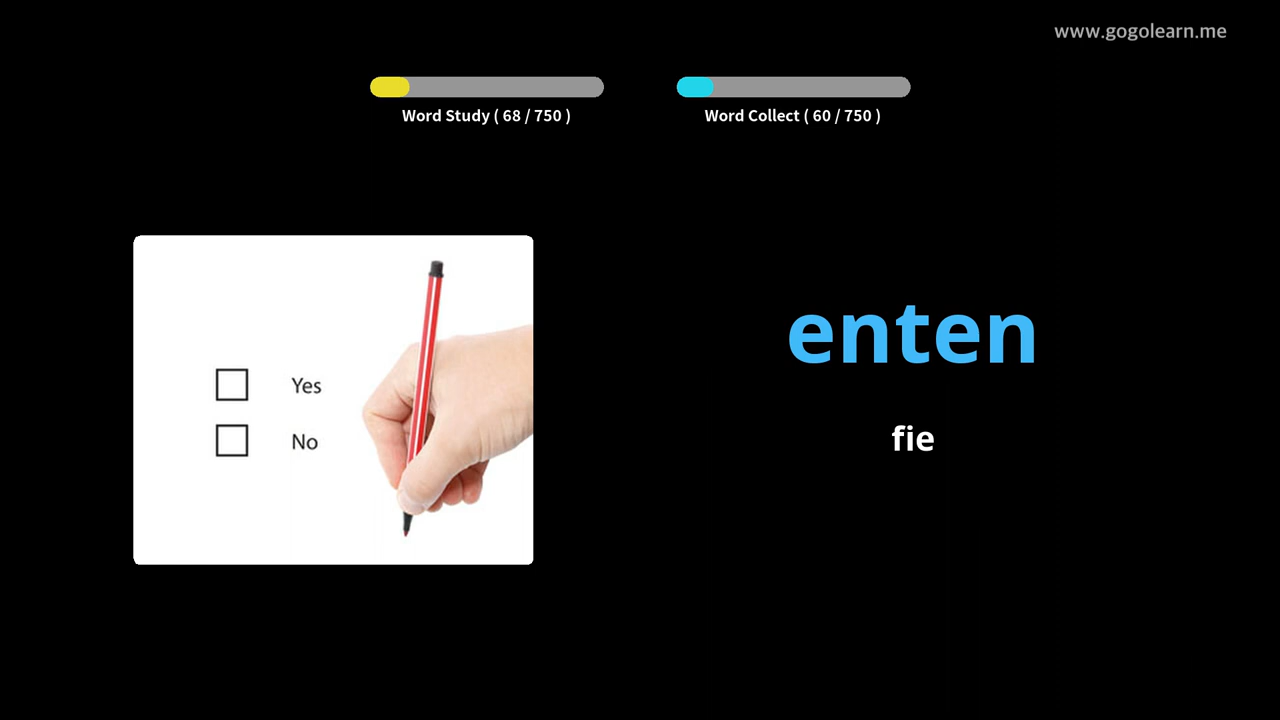 www.gogolearn.me
Word Study ( 68 / 750 )
Word Collect ( 60 / 750 )
Yes
No
enten
fie